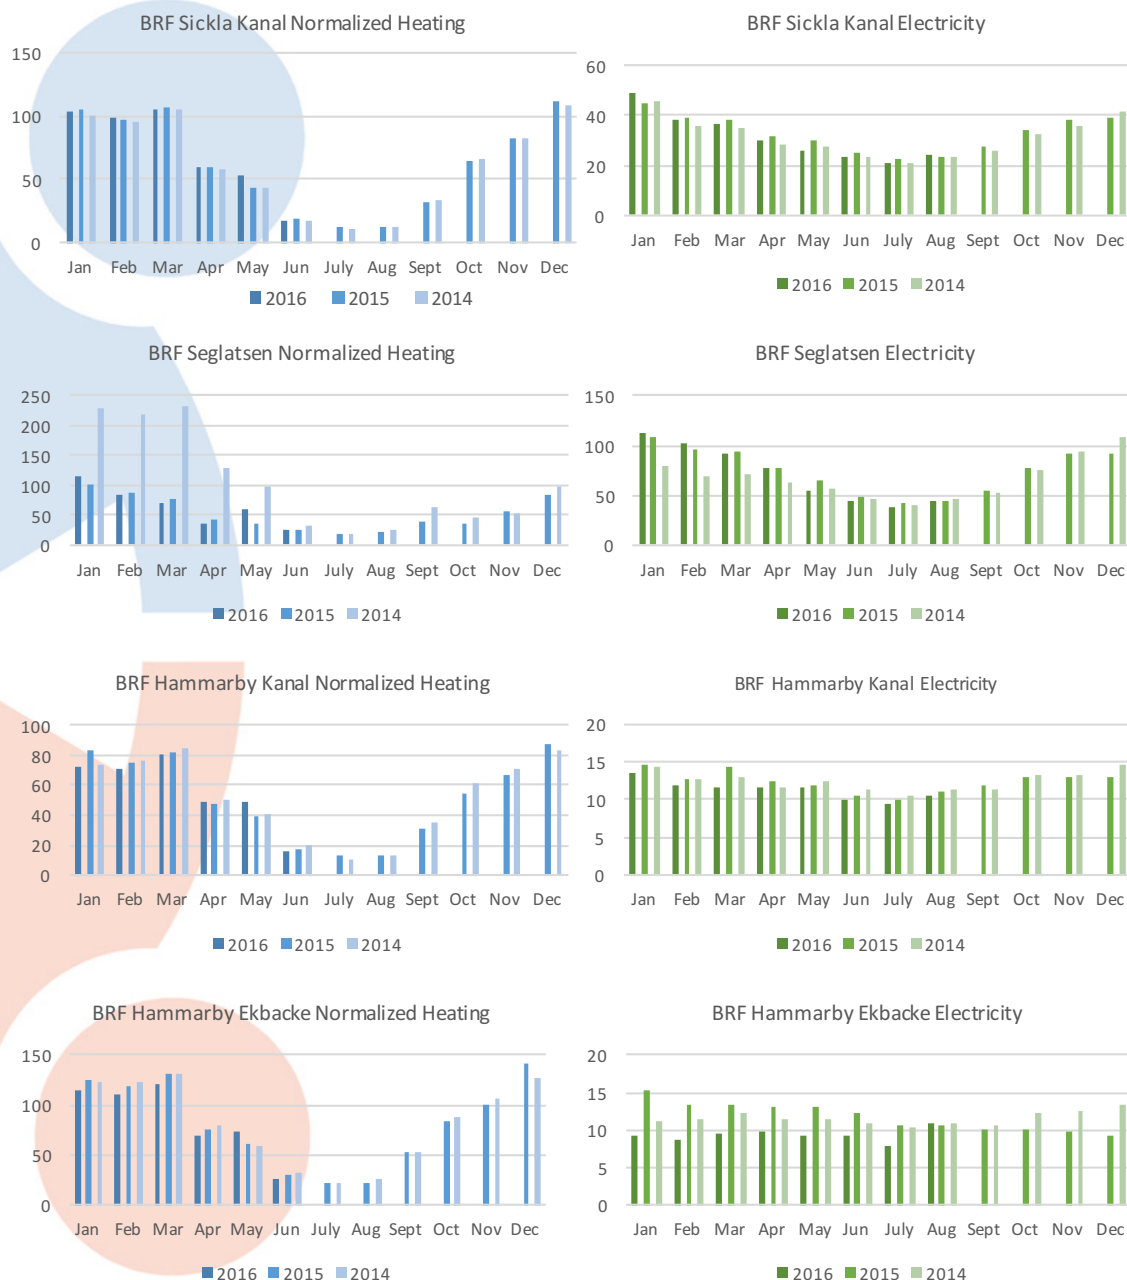 BRF Sickla Kanal Normalized Heating
150
100
50
0
Jan Feb Mar Apr May Jun July Aug Sept Oct Nov Dec
2016 2015 2014
BRF Sickla Kanal Electricity
60
40
20
0
Jan Feb Mar Apr May Jun July Aug Sept Oct Nov Dec
2016 2015 2014
BRF Seglatsen Normalized Heating
250
200
150
100
50
0
Jan Feb Mar Apr May Jun July Aug Sept Oct Nov Dec
2016 2015 2014
BRF Seglatsen Electricity
150
100
50
0
Jan Feb Mar Apr May Jun July Aug Sept Oct Nov Dec
2016 2015 2014
BRF Hammarby Kanal Normalized Heating
100
80
60
40
20
0
Jan Feb Mar Apr May Jun July Aug Sept Oct Nov Dec
2016 2015 2014
BRF Hammarby Kanal Electricity
20
15
10
5
0
Jan Feb Mar Apr May Jun July Aug Sept Oct Nov Dec
2016 2015 2014
BRF Hammarby Ekbacke Normalized Heating
150
100
50
0
Jan Feb Mar Apr May Jun July Aug Sept Oct Nov Dec
2016 2015 2014
BRF Hammarby Ekbacke Electricity
20
15
10
5
0
Jan Feb Mar Apr May Jun July Aug Sept Oct Nov Dec
2016 2015 2014